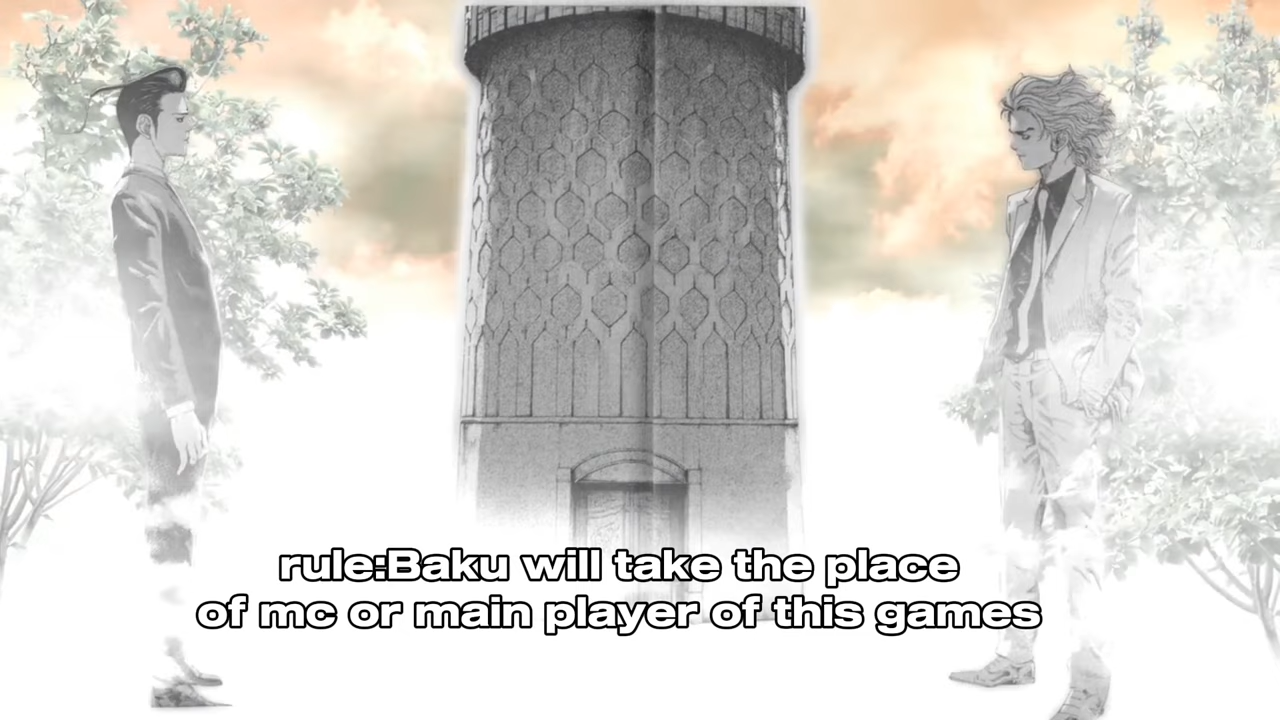 rule:Baku will take the place
of mc or main player of this games